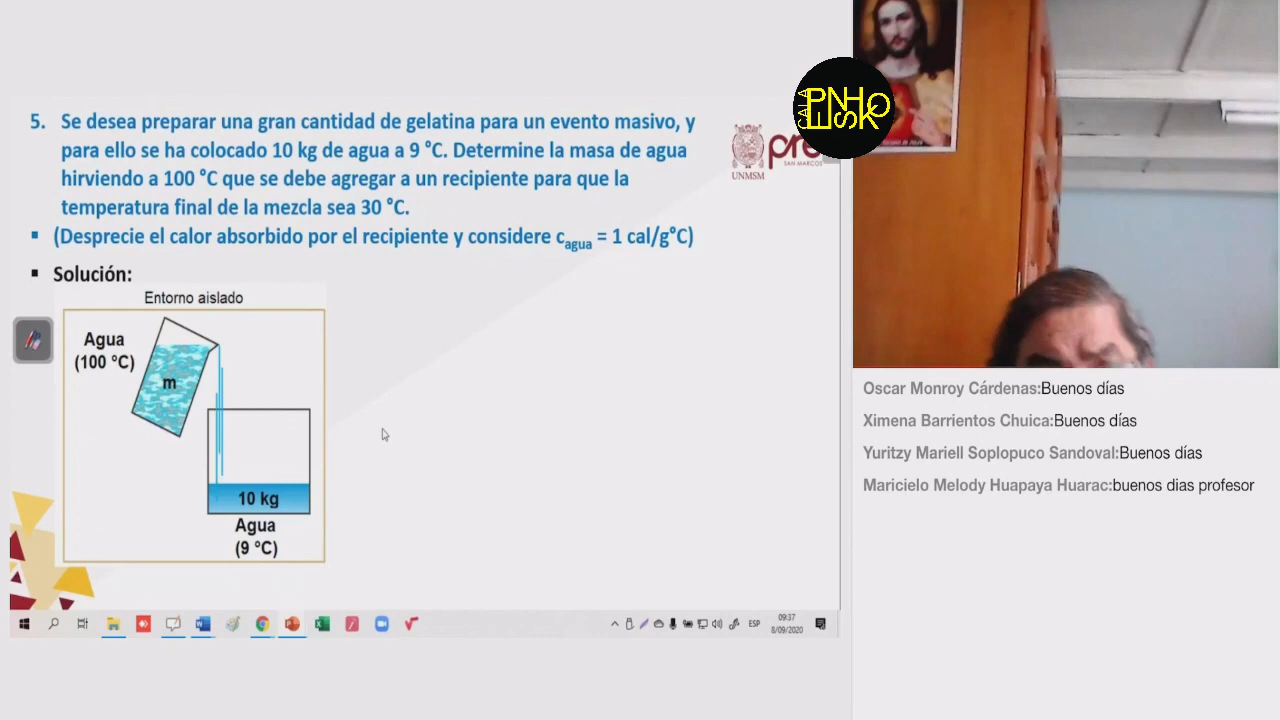 5. Se desea preparar una gran cantidad de gelatina para un evento masivo, y
para ello se ha colocado 10 kg de agua a 9 °C. Determine la masa de agua
hirviendo a 100 °C que se debe agregar a un recipiente para que la
temperatura final de la mezcla sea 30 °C.
▪ (Desprecie el calor absorbido por el recipiente y considere cagua = 1 cal/g°C)
▪ Solución:
Entorno aislado
Agua
(100 °C)
m
10 kg
Agua
(9 °C)
UNMSM
pre
SAN MARCOS
Oscar Monroy Cárdenas:Buenos días
Ximena Barrientos Chuica:Buenos días
Yuritzy Mariell Soplopuco Sandoval:Buenos días
Maricielo Melody Huapaya Huarac:buenos dias profesor
ESP
09:37
8/09/2020